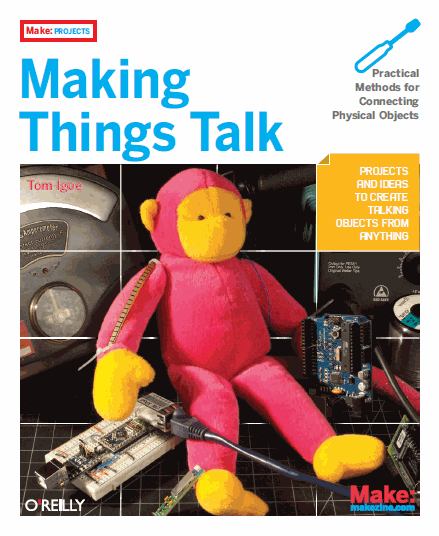 Make: PROJECTS
Making
Things Talk
Practical
Methods for
Connecting
Physical Objects
Tom Igoe
PROJECTS
AND IDEAS
TO CREATE
TALKING
OBJECTS FROM
ANYTHING
Amperometer
O'REILLY
Make:
makezine.com